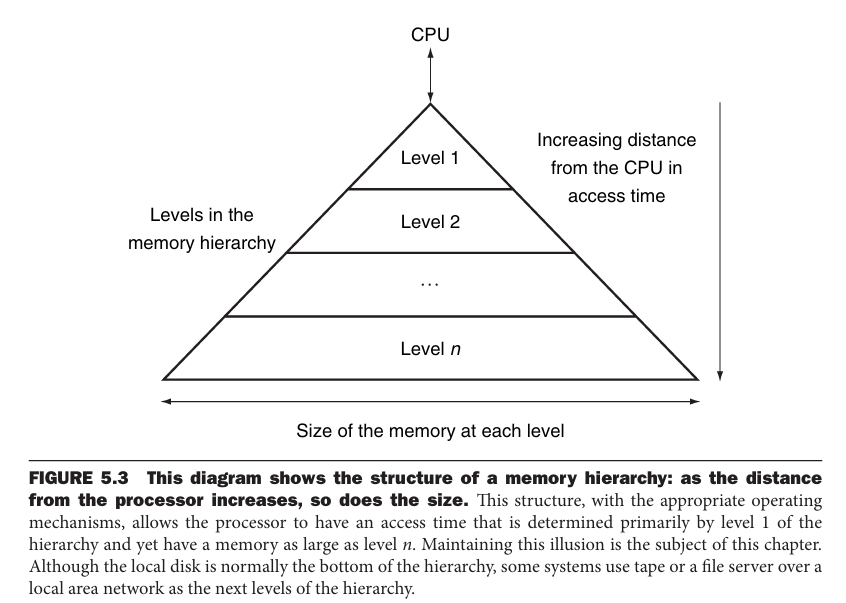 CPU
Level 1
Increasing distance
from the CPU in
access time
Levels in the
memory hierarchy
Level 2
...
Level n
Size of the memory at each level
FIGURE 5.3 This diagram shows the structure of a memory hierarchy: as the distance
from the processor increases, so does the size. This structure, with the appropriate operating
mechanisms, allows the processor to have an access time that is determined primarily by level 1 of the
hierarchy and yet have a memory as large as level n. Maintaining this illusion is the subject of this chapter.
Although the local disk is normally the bottom of the hierarchy, some systems use tape or a file server over a
local area network as the next levels of the hierarchy.